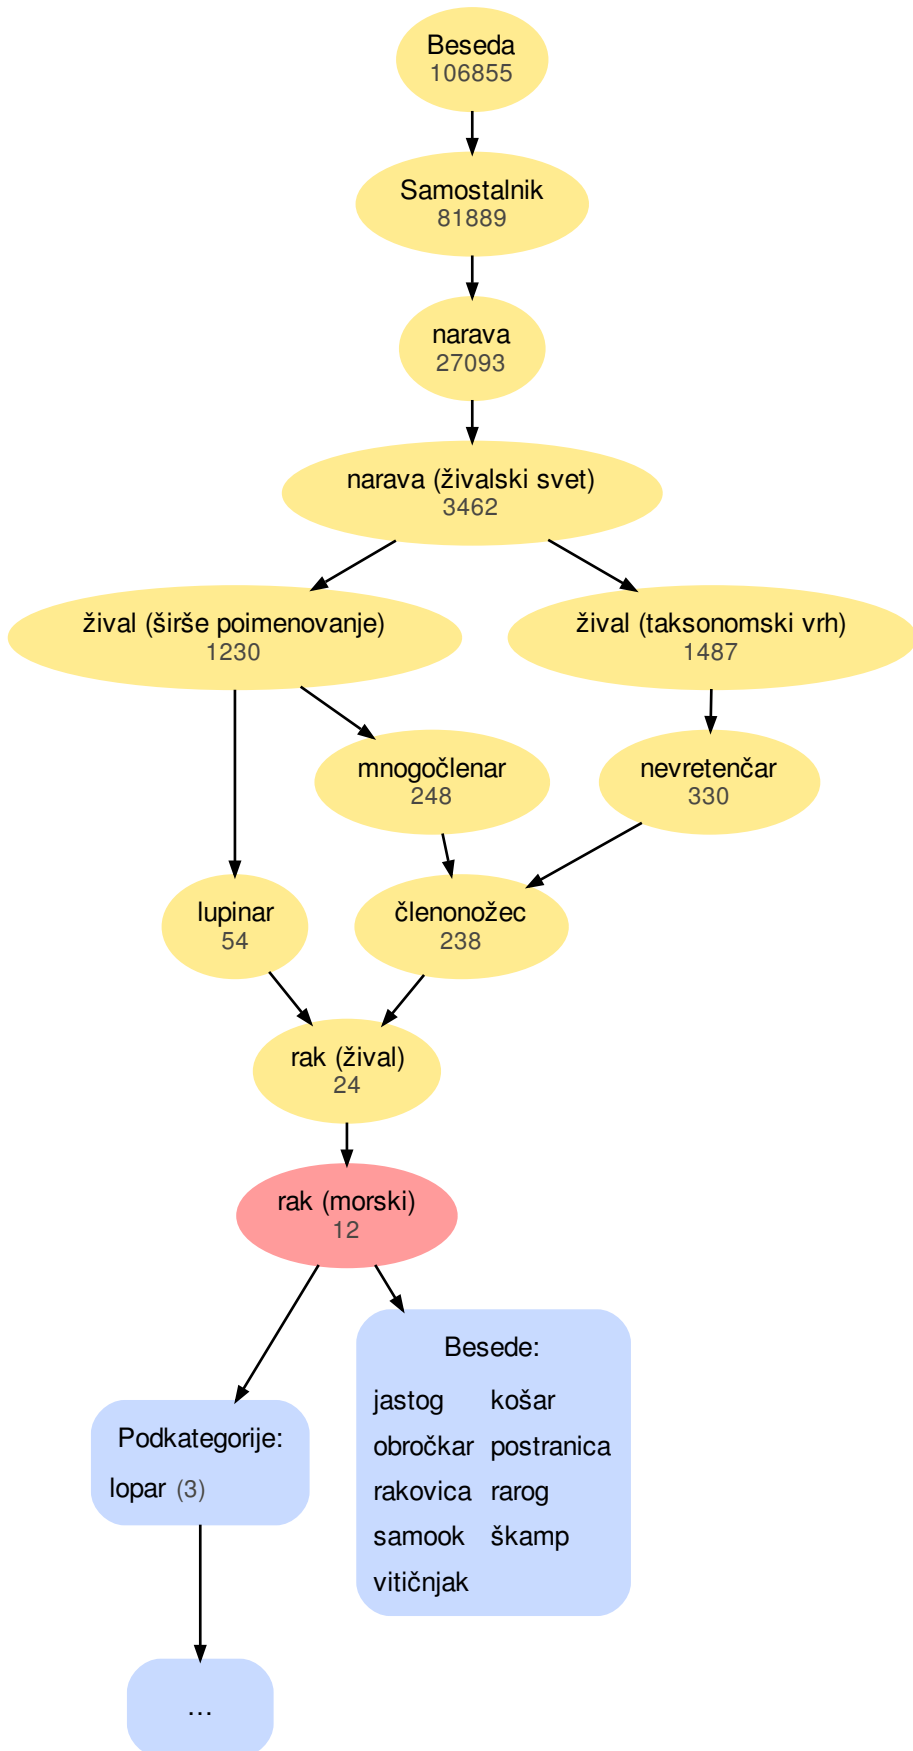 Beseda
106855
Samostalnik
81889
narava
27093
narava (živalski svet)
3462
žival (širše poimenovanje)
1230
žival (taksonomski vrh)
1487
mnogočlenar
248
nevretenčar
330
lupinar
54
členonožec
238
rak (žival)
24
rak (morski)
12
Besede:
jastog košar
obročkar postranica
rakovica rarog
samook škamp
vitičnjak
Podkategorije:
lopar (3)
...